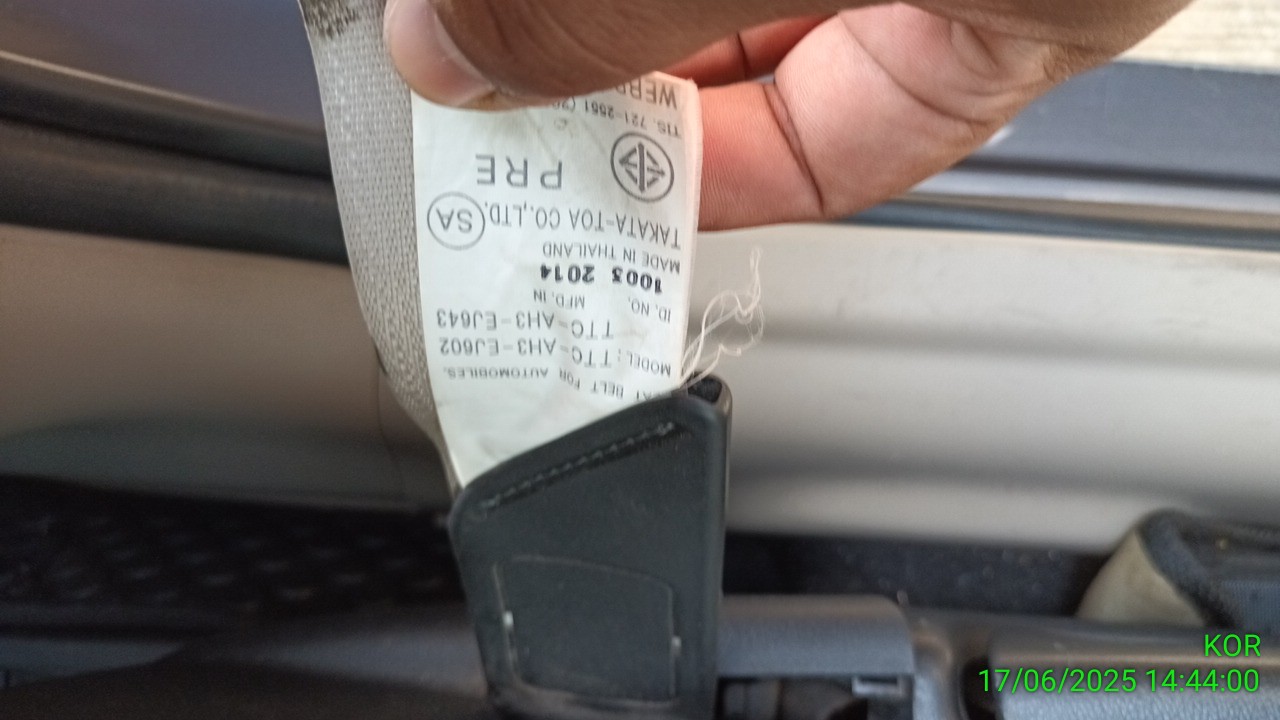 BELT FOR AUTOMOBILES.
MODEL : TTC-AH3-EJ602
TTC-AH3-EJ643
ID. NO. MFD. IN
1003 2014
MADE IN THAILAND
TAKATA-TOA CO.,LTD. SA
PRE
TIS. 721-2551
KOR
17/06/2025 14:44:00